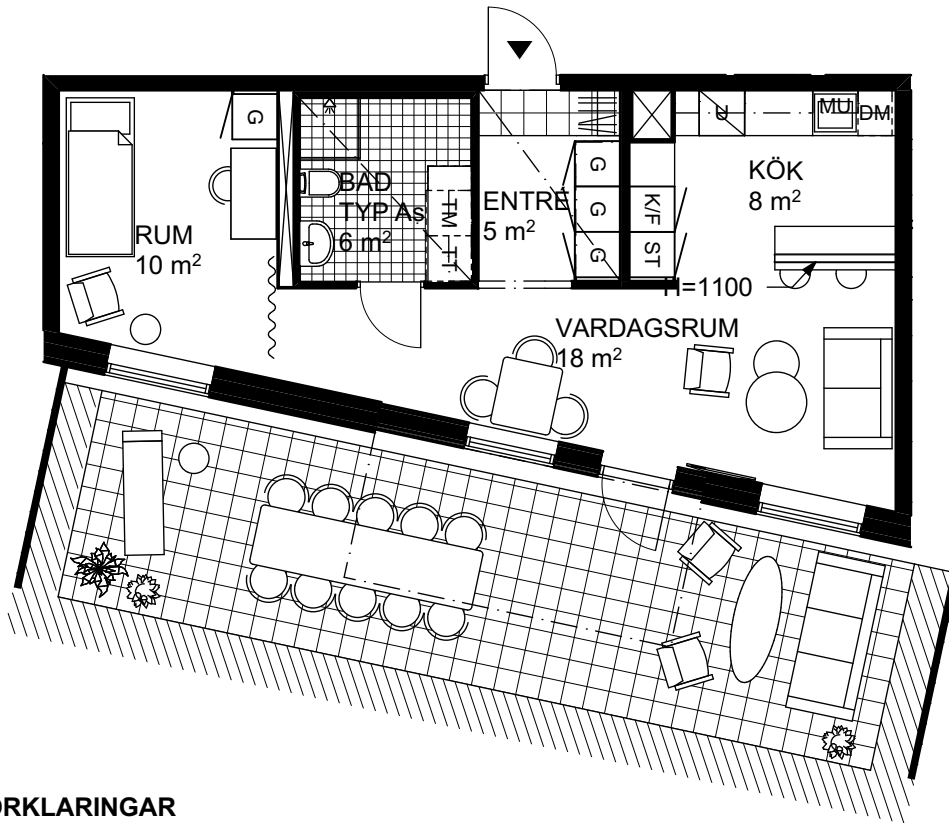 G
RUM
10 m²
BAD
TYP As
6 m²
TM
TT
ENTRÉ
5 m²
G
G
G
K/F
ST
U
MU
DM
KÖK
8 m²
H=1100
VARDAGSRUM
18 m²
ÖRKLARINGAR